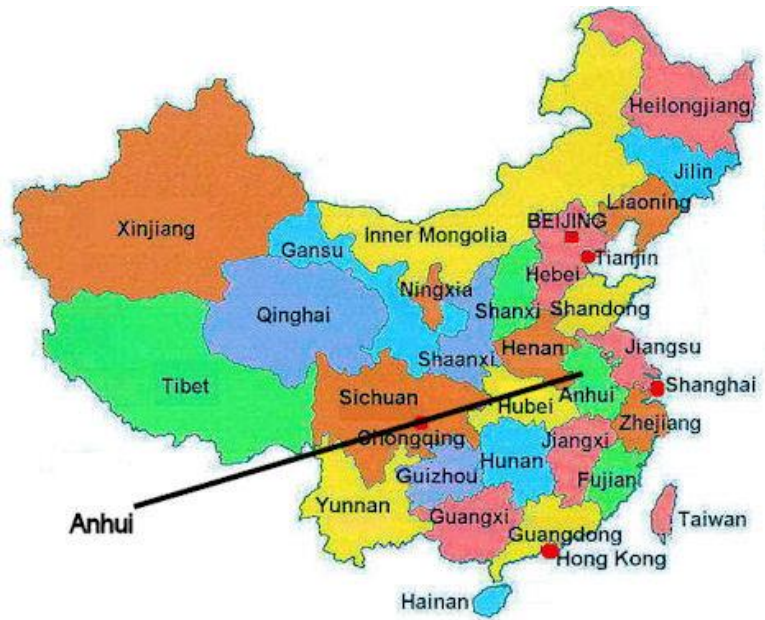 Heilongjiang
Jilin
Liaoning
Xinjiang
Inner Mongolia
BEIJING
Gansu
Tianjin
Hebei
Ningxia
Qinghai
Shanxi
Shandong
Shaanxi
Henan
Jiangsu
Tibet
Sichuan
Anhui
Shanghai
Hubei
Zhejiang
Chongqing
Jiangxi
Hunan
Guizhou
Fujian
Yunnan
Anhui
Guangxi
Taiwan
Guangdong
Hong Kong
Hainan